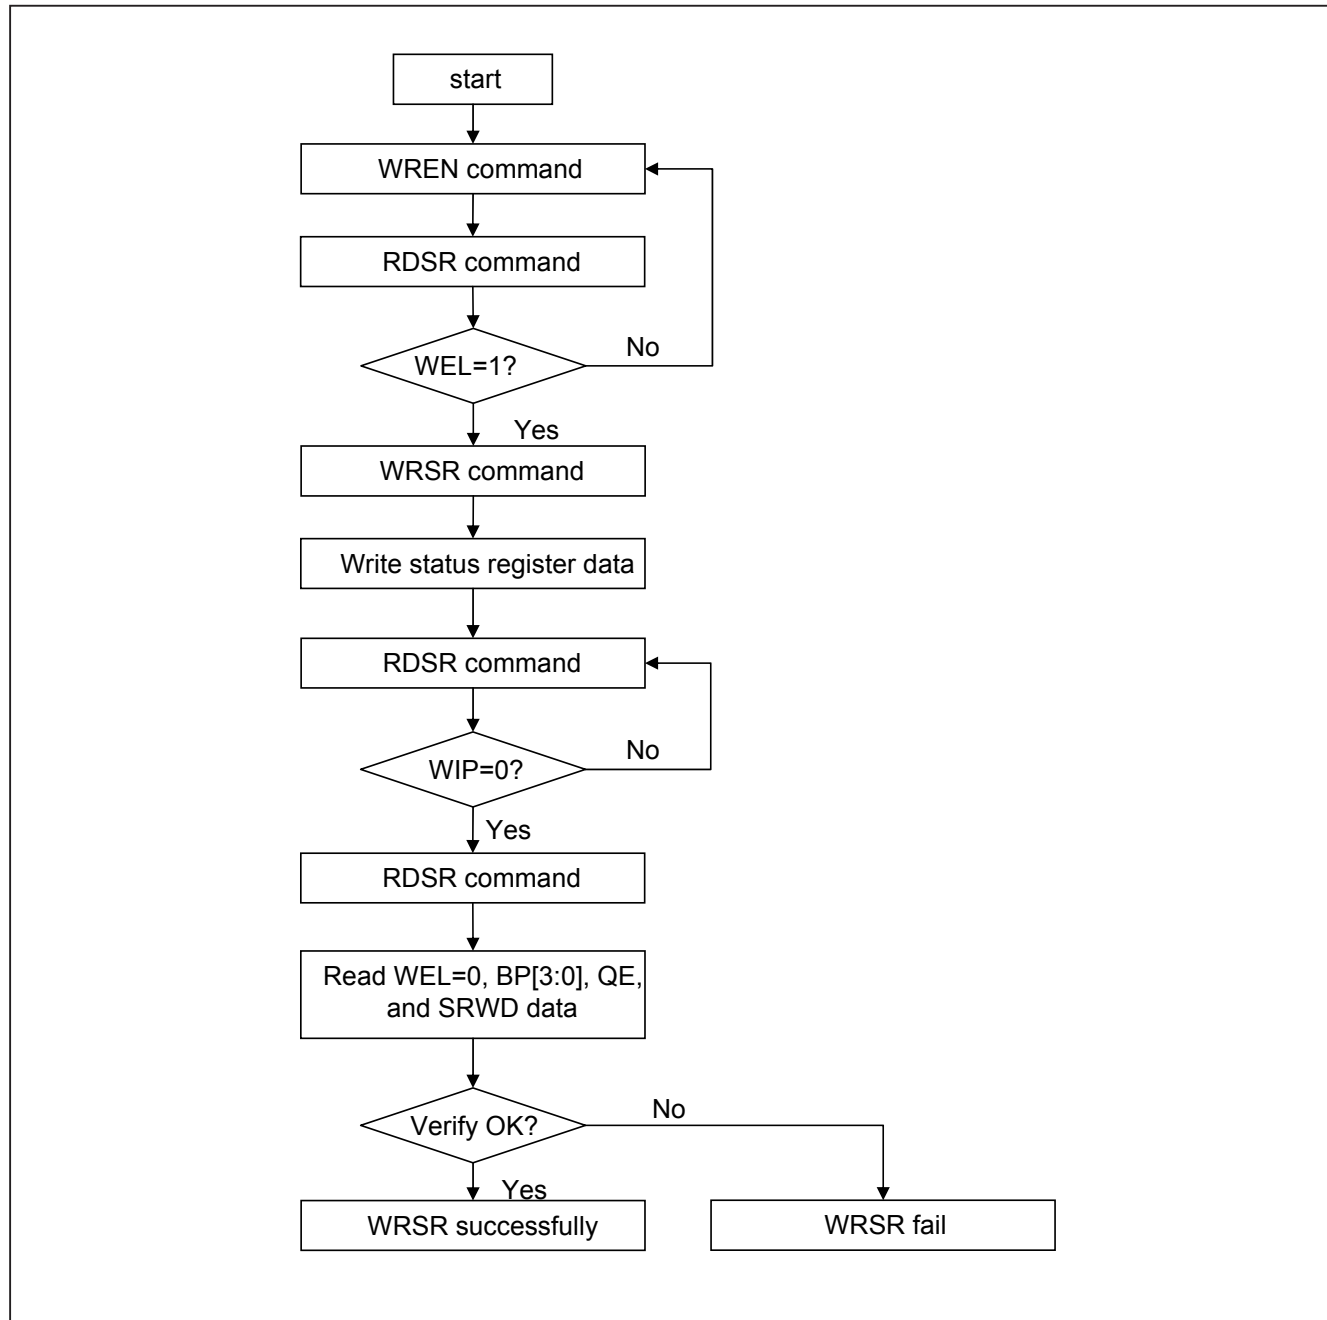 start
WREN command
RDSR command
WEL=1?
No
Yes
WRSR command
Write status register data
RDSR command
WIP=0?
No
Yes
RDSR command
Read WEL=0, BP[3:0], QE,
and SRWD data
Verify OK?
No
Yes
WRSR successfully
WRSR fail